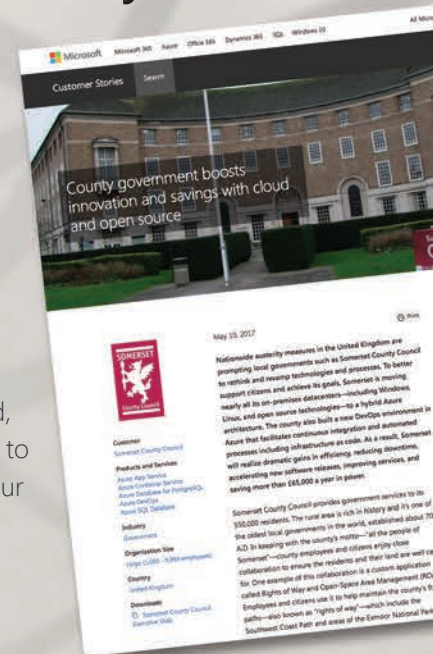 Microsoft Microsoft 365 Azure Office 365 Dynamics 365 SQL Windows 10
Customer Stories Search
County government boosts
innovation and savings with cloud
and open source
SOMERSET
County Council
Customer
Somerset County Council
Products and Services
Azure App Service
Azure Container Service
Azure Database for PostgreSQL
Azure DevOps
Azure SQL Database
Industry
Government
Organization Size
Large (1,000 - 9,999 employees)
Country
United Kingdom
Downloads
Somerset County Council
Executive Slide
Print
May 19, 2017
Nationwide austerity measures in the United Kingdom are
prompting local governments such as Somerset County Council
to rethink and revamp technologies and processes. To better
support citizens and achieve its goals, Somerset is moving
nearly all its on-premises datacenters—including Windows,
Linux, and open source technologies—to a hybrid Azure
architecture. The county also built a new DevOps environment in
Azure that facilitates continuous integration and automated
processes including infrastructure as code. As a result, Somerset
will realize dramatic gains in efficiency, reducing downtime,
accelerating new software releases, improving services, and
saving more than £65,000 a year in power.
Somerset County Council provides government services to its
550,000 residents. The rural area is rich in history and it's one of
the oldest local governments in the world, established about 70
A.D. In keeping with the county's motto—"all the people of
Somerset"—county employees and citizens enjoy close
collaboration to ensure the residents and their land are well ca
for. One example of this collaboration is a custom application
called Rights of Way and Open-Space Area Management (RO
Employees and citizens use it to help maintain the county's f
paths—also known as "rights of way"—which include the
Southwest Coast Path and areas of the Exmoor National Park
to
ur